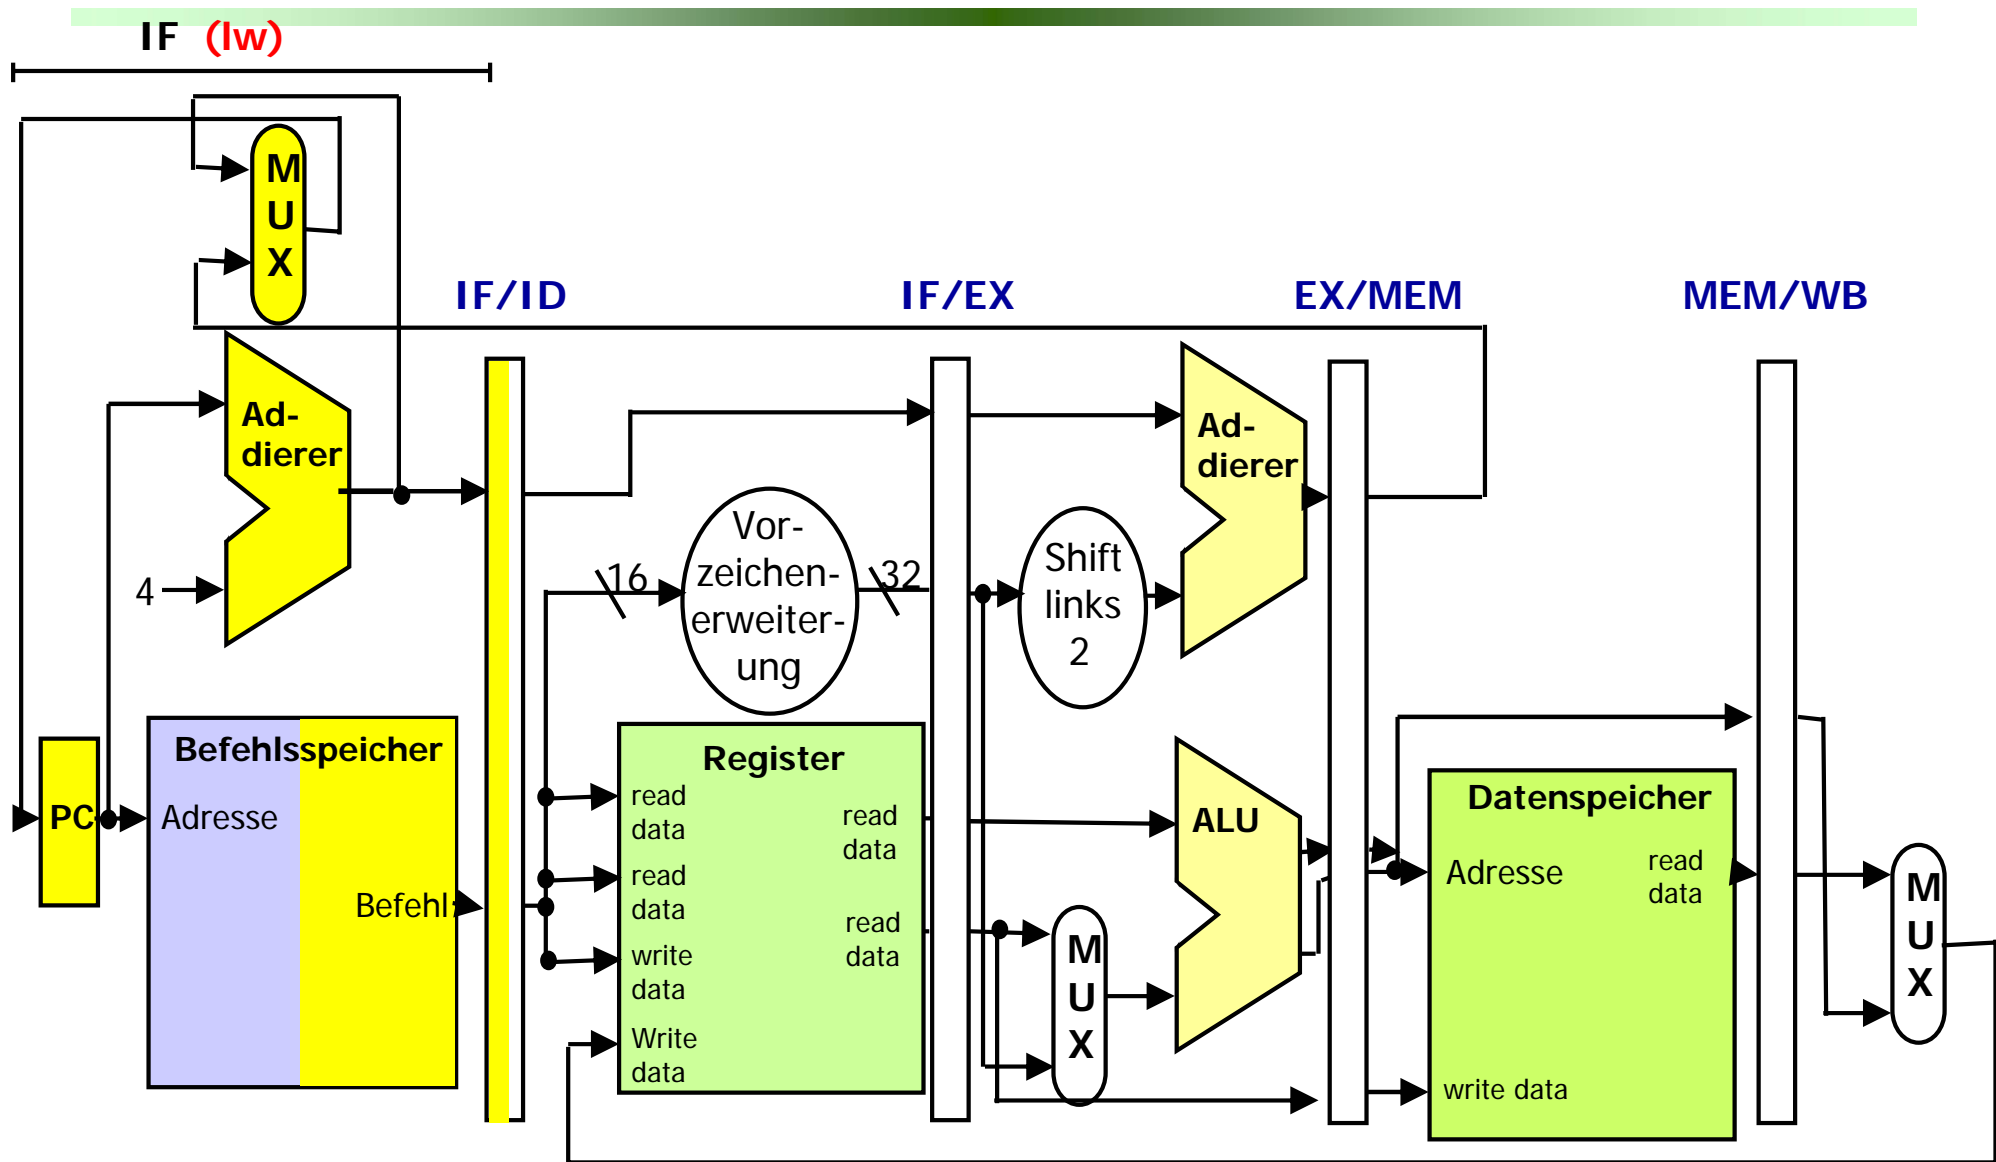 IF (lw)
M
U
X
IF/ID
IF/EX
EX/MEM
MEM/WB
Ad-
dierer
4
16
Vor-
zeichen-
erweiter-
ung
32
Shift
links
2
Ad-
dierer
PC
Befehlsspeicher
Adresse
Befehl
Register
read
data
read
data
write
data
Write
data
read
data
read
data
M
U
X
ALU
Datenspeicher
Adresse
read
data
write data
M
U
X